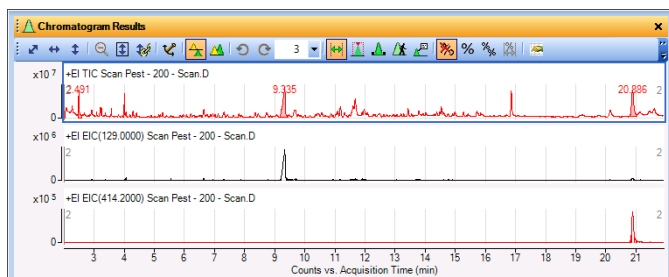 Chromatogram Results
3
x10 7 +EI TIC Scan Pest - 200 - Scan.D
2.491 9.335 20.886
2 2
0
x10 6 +EI EIC(129.0000) Scan Pest - 200 - Scan.D
2 2
0
x10 5 +EI EIC(414.2000) Scan Pest - 200 - Scan.D
2 2
0
3 4 5 6 7 8 9 10 11 12 13 14 15 16 17 18 19 20 21
Counts vs. Acquisition Time (min)